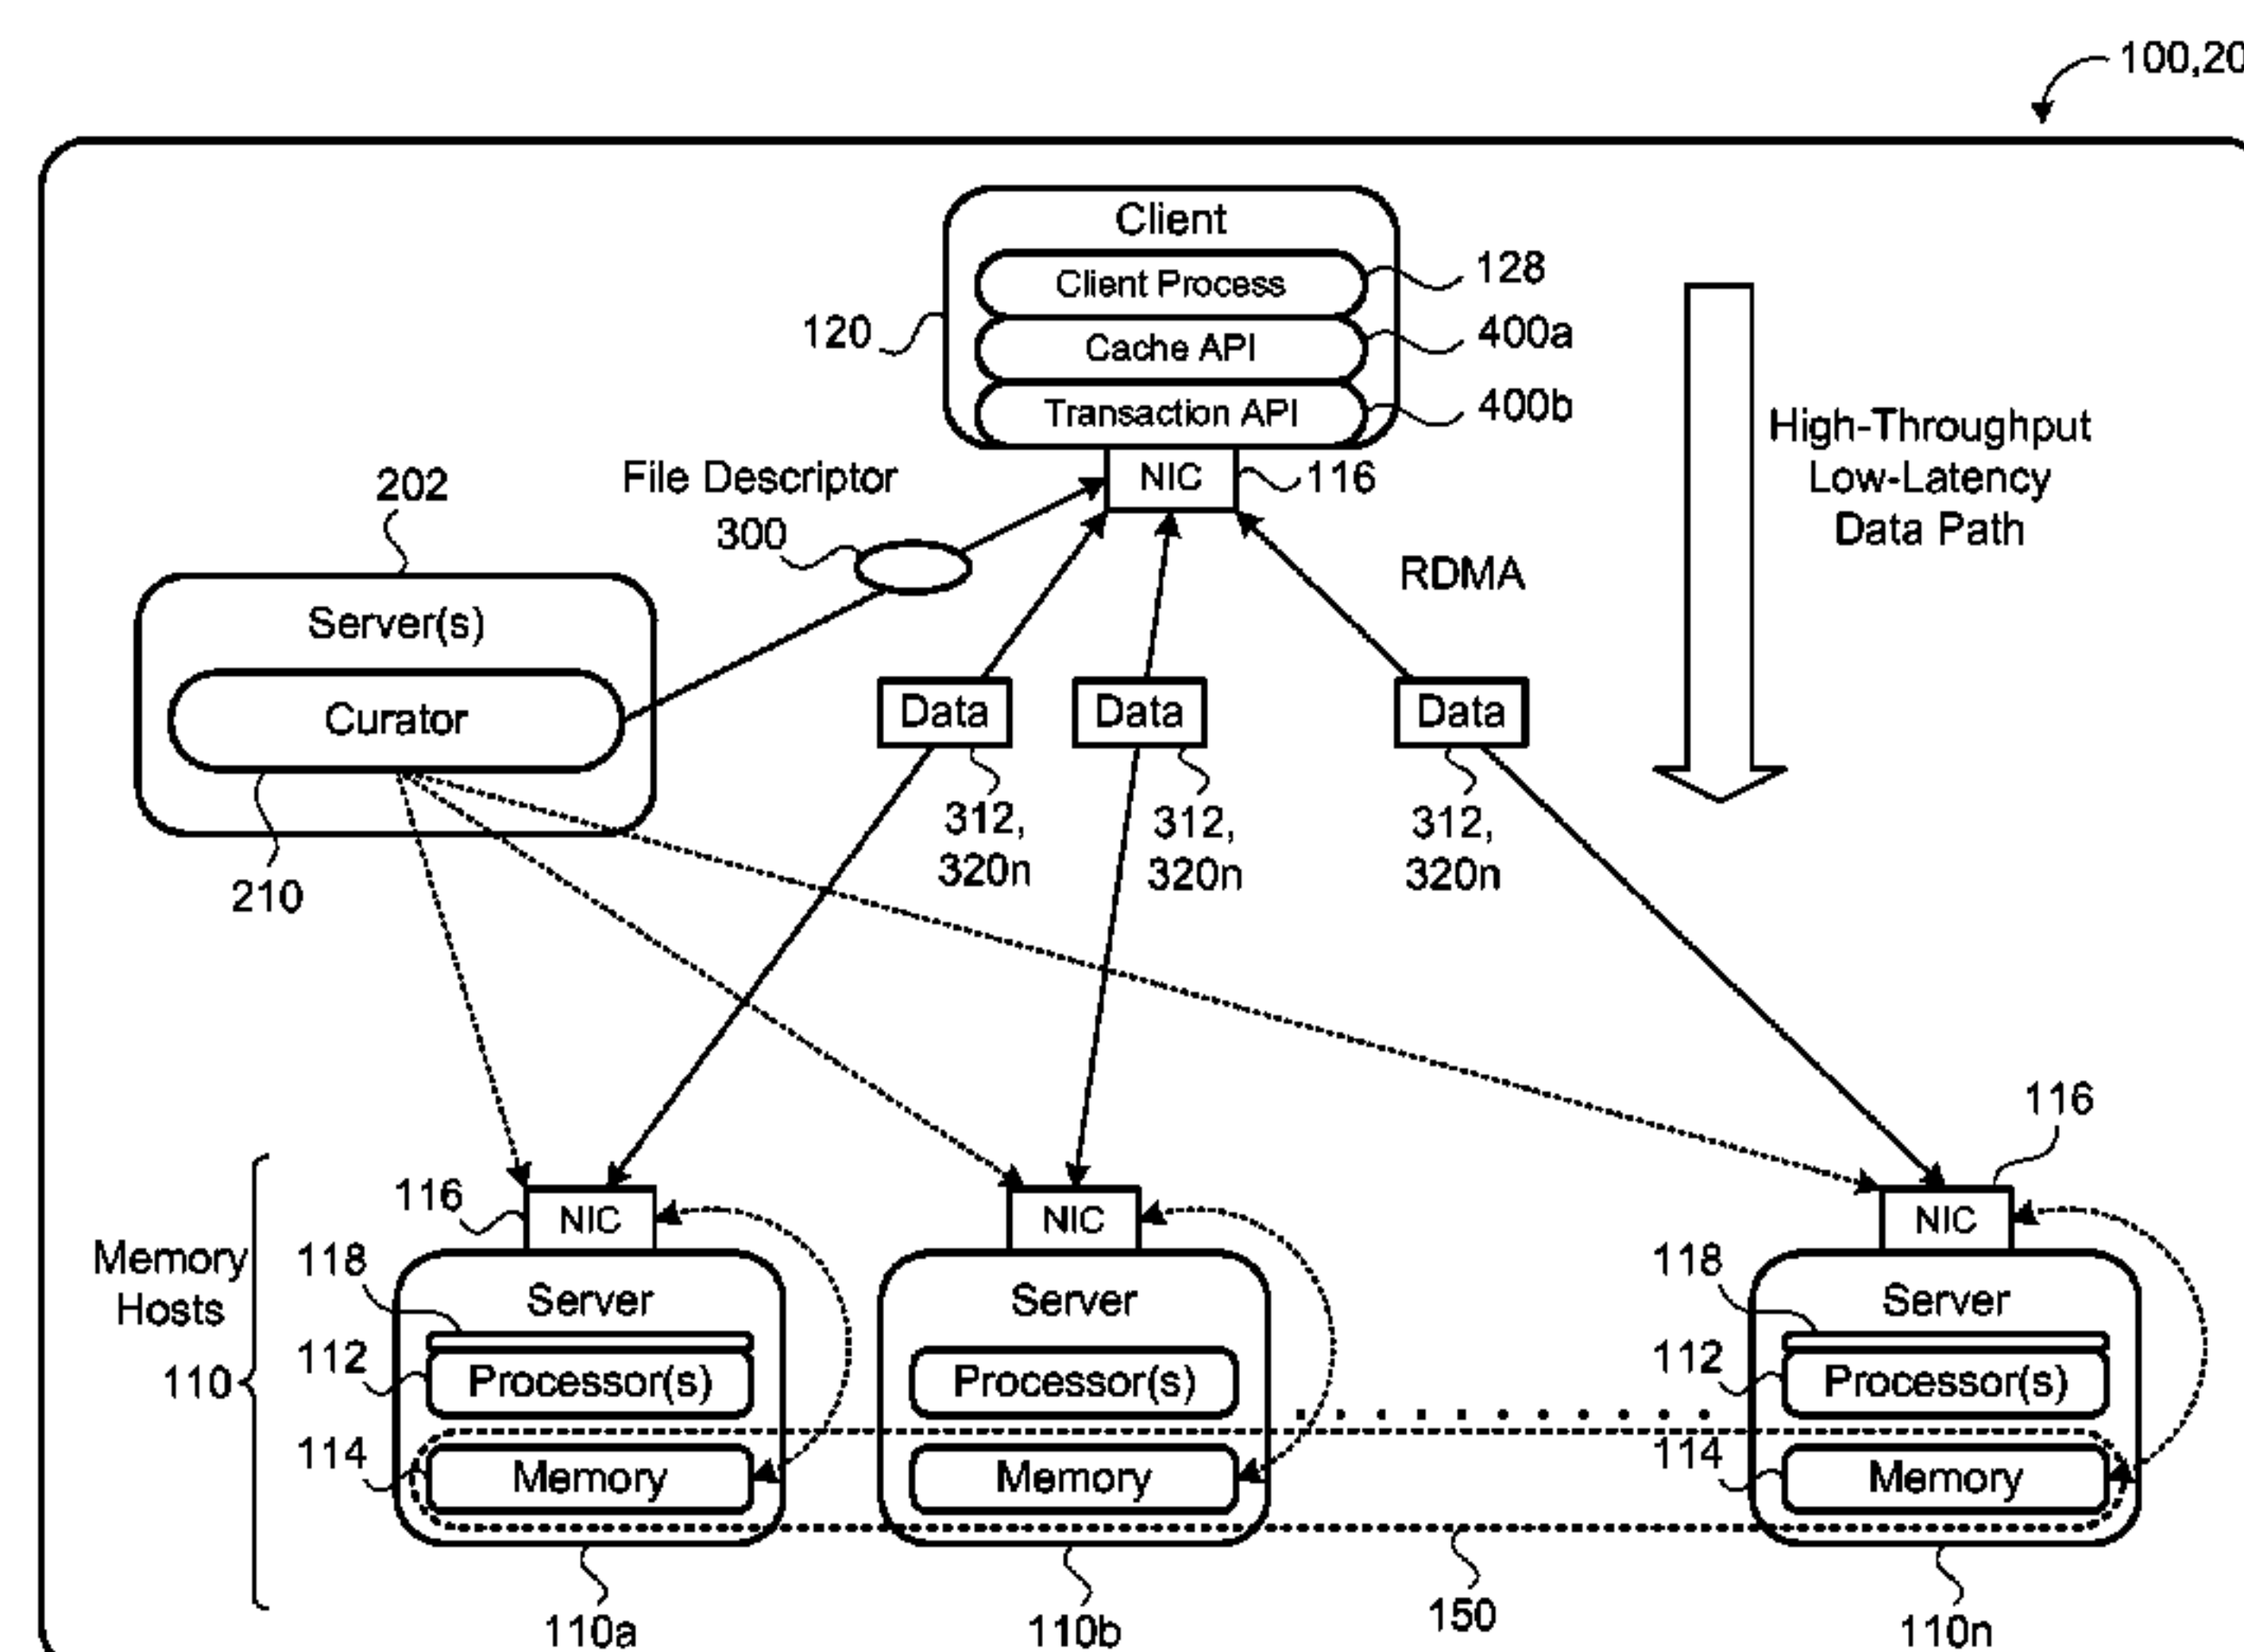 100,20
Client
Client Process
128
Cache API
400a
120
Transaction API
400b
NIC
116
File Descriptor
300
High-Throughput
Low-Latency
Data Path
202
Server(s)
Curator
210
RDMA
Data
Data
Data
312,
320n
312,
320n
312,
320n
Memory
Hosts
110
116
NIC
NIC
116
NIC
118
Server
Server
118
Server
112
Processor(s)
Processor(s)
112
Processor(s)
114
Memory
Memory
114
Memory
110a
110b
150
110n